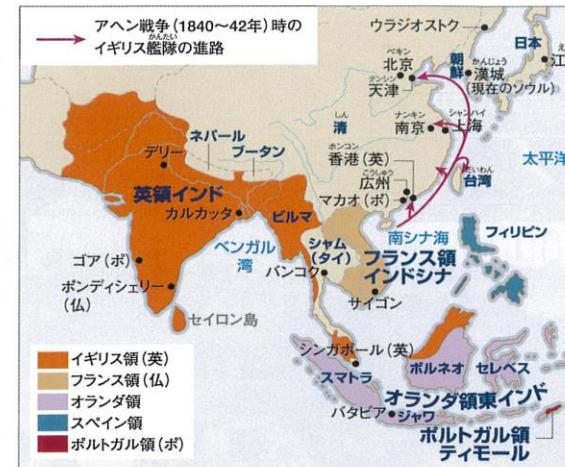 アヘン戦争(1840~42年)時の
イギリス艦隊の進路
かんたい
ウラジオストク
日本
朝鮮
ペキン
北京
テンシン
天津
かんじょう
漢城
(現在のソウル)
江
しん
清
ナンキン
南京
シャンハイ
上海
ネパール
ブータン
デリー
ホンコン
香港(英)
こうしゅう
広州
マカオ(ポ)
たいわん
台湾
太平洋
英領インド
カルカッタ
ビルマ
南シナ海
フィリピン
ベンガル
湾
シャム
(タイ)
バンコク
フランス領
インドシナ
サイゴン
ゴア(ポ)
ポンディシェリー
(仏)
セイロン島
シンガポール(英)
スマトラ
ボルネオ
セレベス
オランダ領東インド
バタビア
ジャワ
ポルトガル領
ティモール
イギリス領(英)
フランス領(仏)
オランダ領
スペイン領
ポルトガル領(ポ)